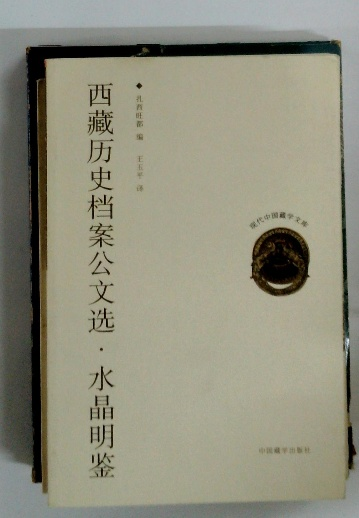 西藏历史档案公文选·水晶明鉴
◆ 扎西旺都 编 王玉平 译
现代中国藏学文库
中国藏学出版社